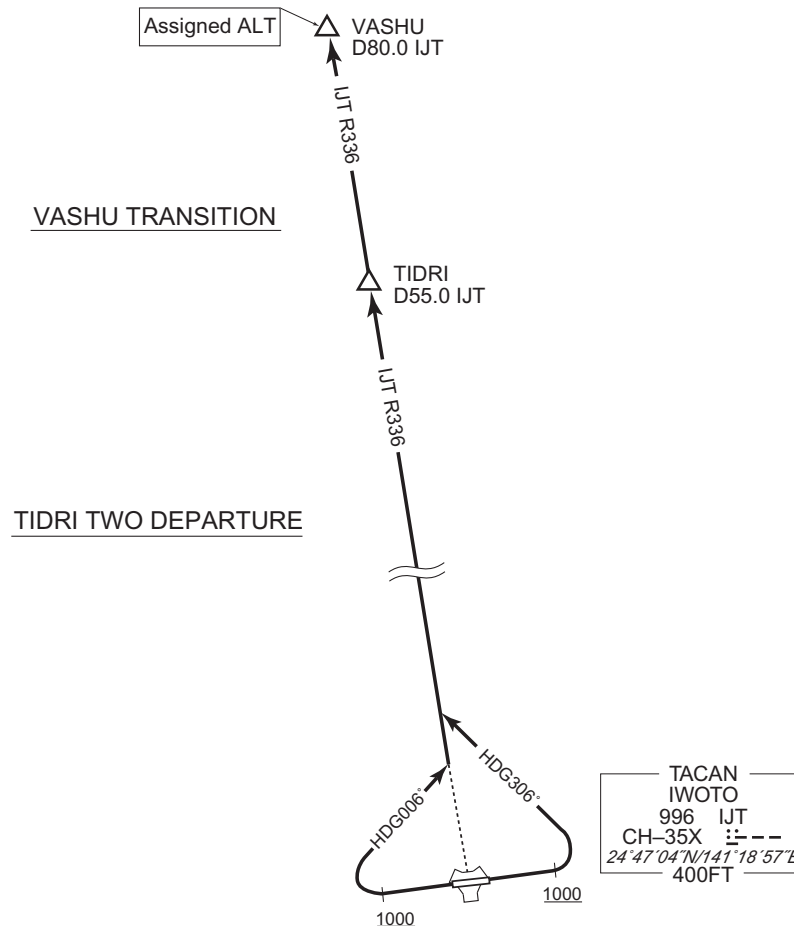 Assigned ALT
VASHU
D80.0 IJT
IJT R336
VASHU TRANSITION
TIDRI
D55.0 IJT
IJT R336
TIDRI TWO DEPARTURE
HDG006°
HDG306°
TACAN
IWOTO
996 IJT
CH–35X
24°47´04˝N/141°18´57˝E
400FT
1000
1000